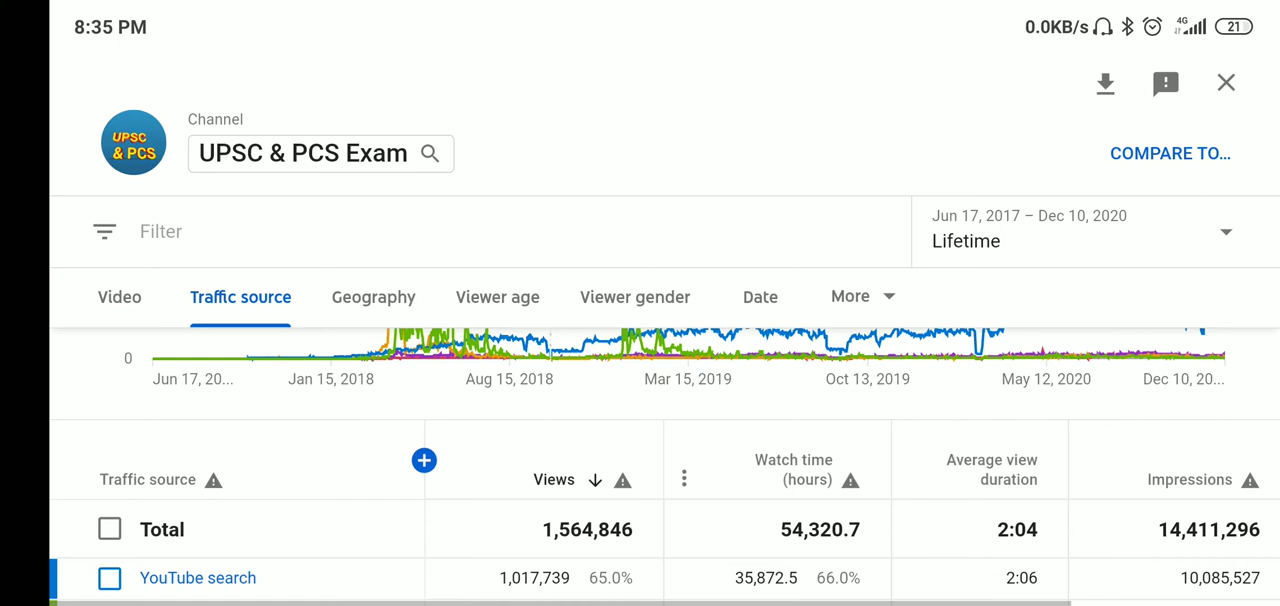 8:35 PM 0.0KB/s 4G 21
Channel
UPSC & PCS
UPSC & PCS Exam
COMPARE TO...
Filter
Jun 17, 2017 – Dec 10, 2020
Lifetime
Video Traffic source Geography Viewer age Viewer gender Date More
0
Jun 17, 20... Jan 15, 2018 Aug 15, 2018 Mar 15, 2019 Oct 13, 2019 May 12, 2020 Dec 10, 20...
Traffic source Views Watch time (hours) Average view duration Impressions
Total 1,564,846 54,320.7 2:04 14,411,296
YouTube search 1,017,739 65.0% 35,872.5 66.0% 2:06 10,085,527